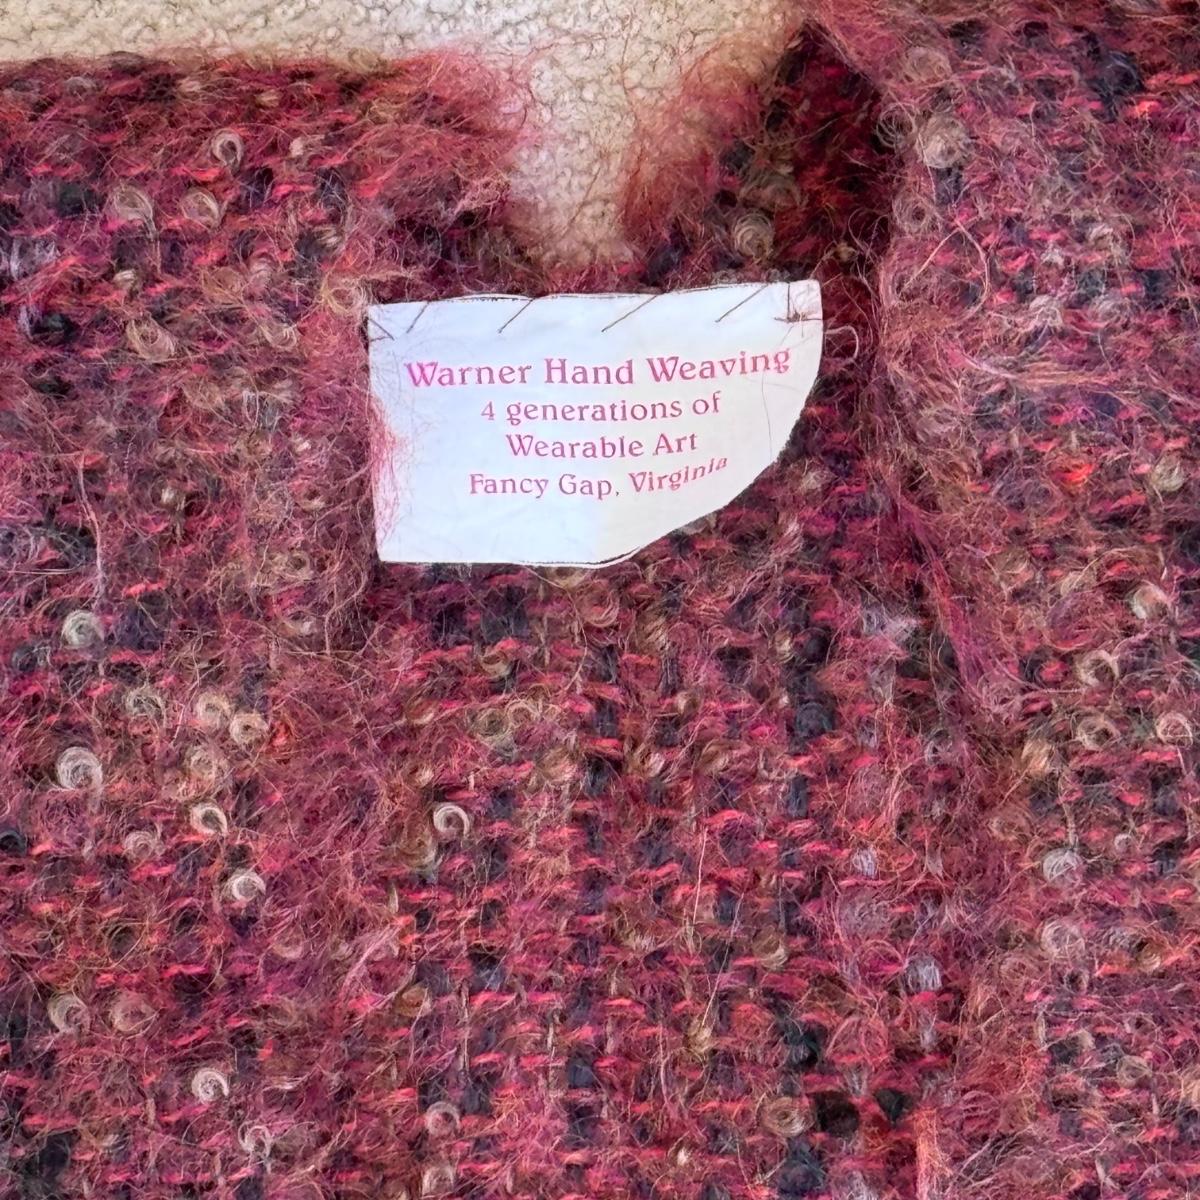 Warner Hand Weaving
4 generations of
Wearable Art
Fancy Gap, Virginia